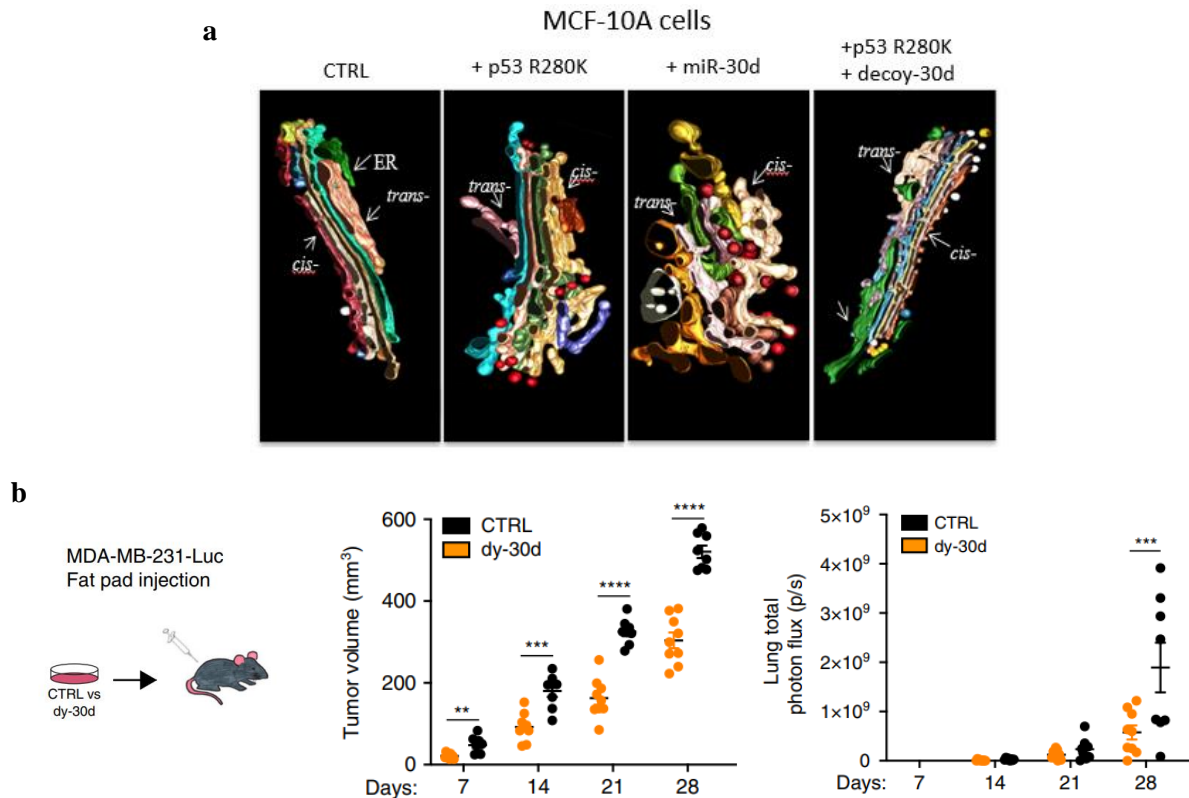 a
MCF-10A cells
CTRL
+ p53 R280K
+ miR-30d
+p53 R280K
+ decoy-30d
ER
trans-
cis-
trans-
cis-
trans-
cis-
trans-
cis-
b
MDA-MB-231-Luc
Fat pad injection
CTRL vs
dy-30d
Tumor volume (mm³)
600
400
200
0
CTRL
dy-30d
**
***
****
****
Days: 7 14 21 28
Lung total
photon flux (p/s)
5×10⁹
4×10⁹
3×10⁹
2×10⁹
1×10⁹
0
CTRL
dy-30d
***
Days: 7 14 21 28